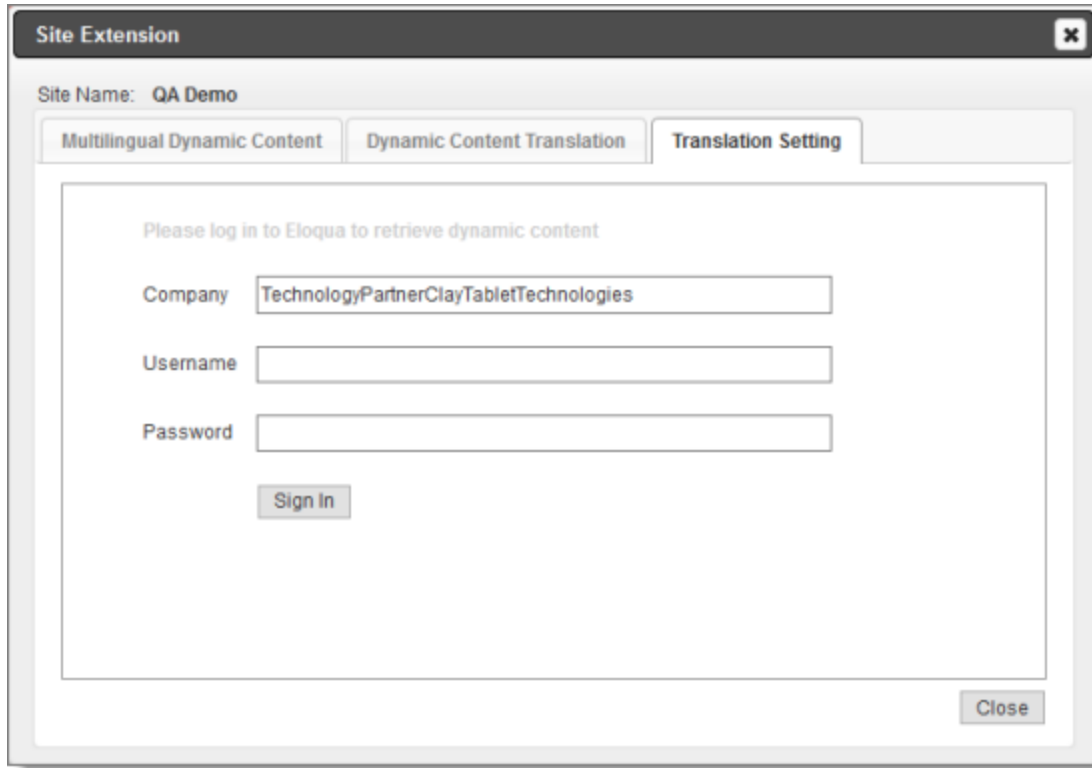 Site Extension
Site Name: QA Demo
Multilingual Dynamic Content Dynamic Content Translation Translation Setting
Please log in to Eloqua to retrieve dynamic content
Company TechnologyPartnerClayTabletTechnologies
Username
Password
Sign In
Close